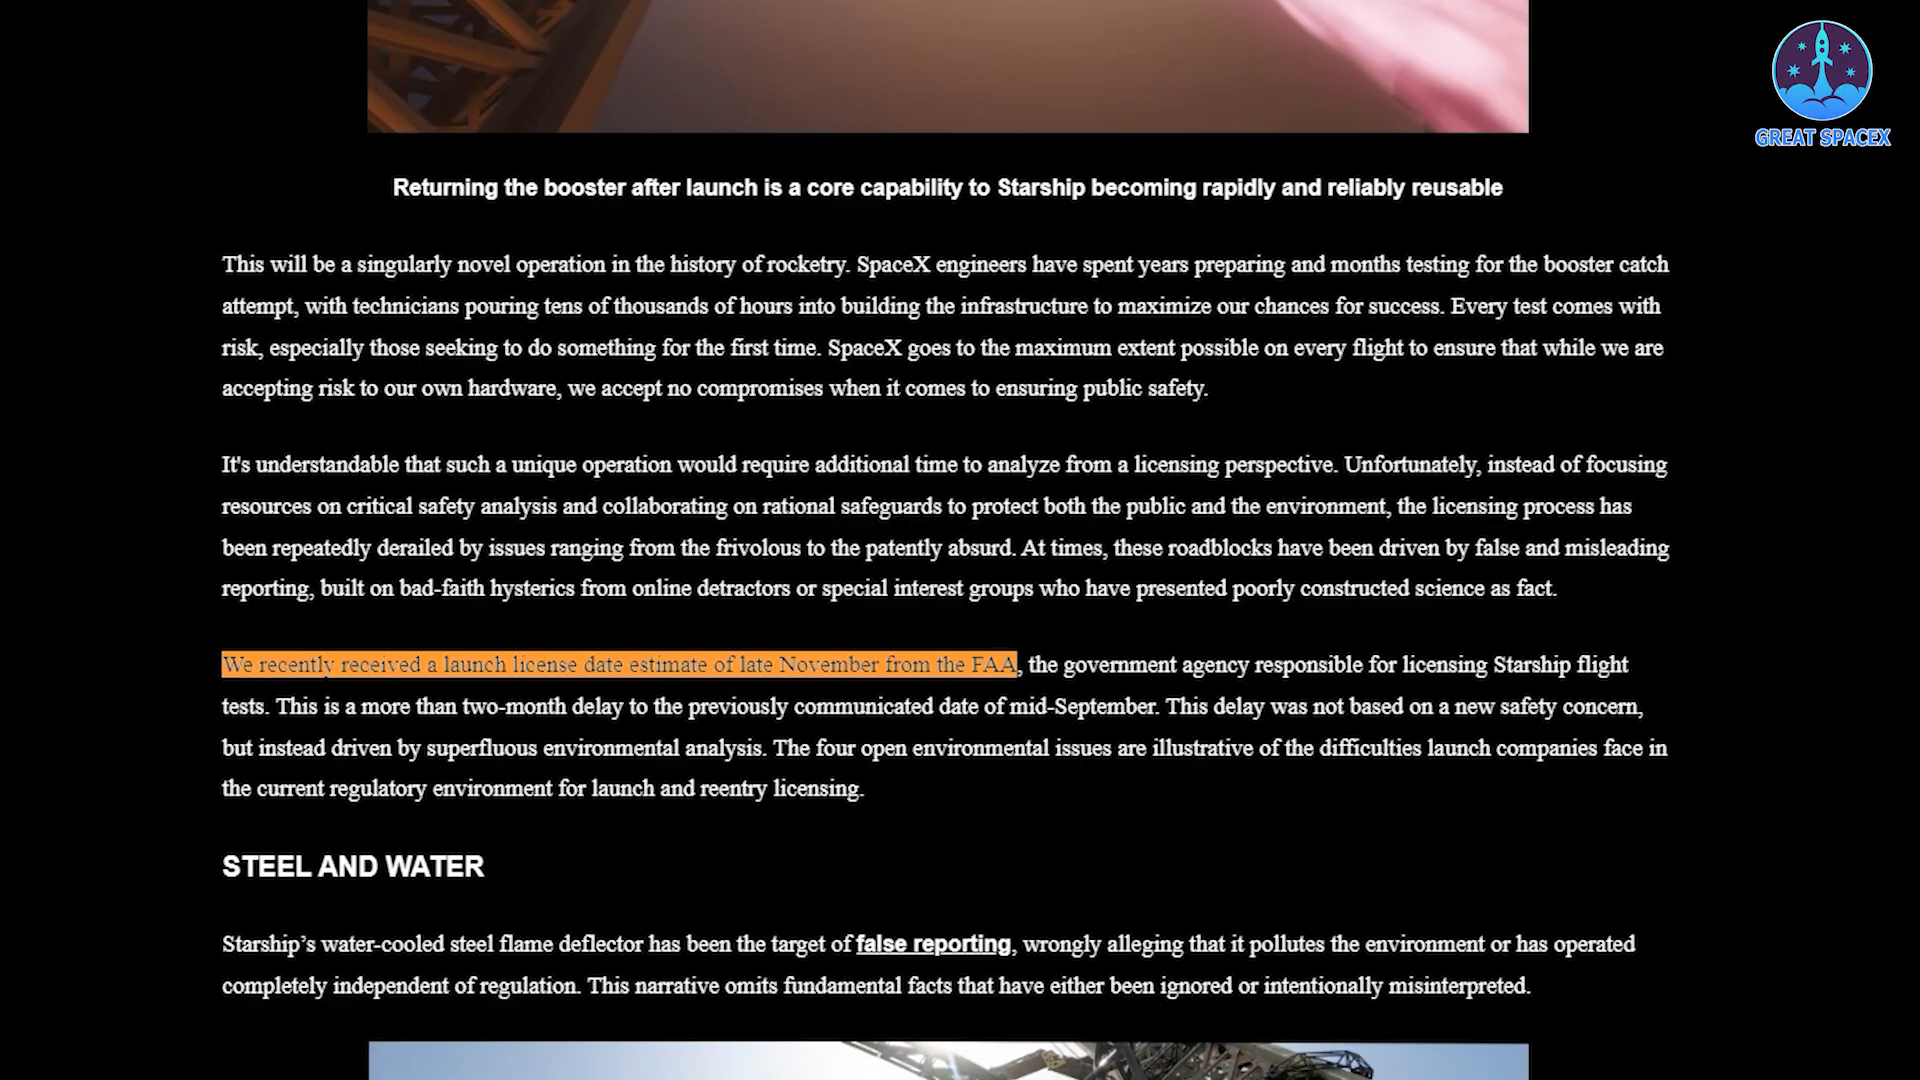 GREAT SPACEX
Returning the booster after launch is a core capability to Starship becoming rapidly and reliably reusable
This will be a singularly novel operation in the history of rocketry. SpaceX engineers have spent years preparing and months testing for the booster catch
attempt, with technicians pouring tens of thousands of hours into building the infrastructure to maximize our chances for success. Every test comes with
risk, especially those seeking to do something for the first time. SpaceX goes to the maximum extent possible on every flight to ensure that while we are
accepting risk to our own hardware, we accept no compromises when it comes to ensuring public safety.
It's understandable that such a unique operation would require additional time to analyze from a licensing perspective. Unfortunately, instead of focusing
resources on critical safety analysis and collaborating on rational safeguards to protect both the public and the environment, the licensing process has
been repeatedly derailed by issues ranging from the frivolous to the patently absurd. At times, these roadblocks have been driven by false and misleading
reporting, built on bad-faith hysterics from online detractors or special interest groups who have presented poorly constructed science as fact.
We recently received a launch license date estimate of late November from the FAA, the government agency responsible for licensing Starship flight
tests. This is a more than two-month delay to the previously communicated date of mid-September. This delay was not based on a new safety concern,
but instead driven by superfluous environmental analysis. The four open environmental issues are illustrative of the difficulties launch companies face in
the current regulatory environment for launch and reentry licensing.
STEEL AND WATER
Starship’s water-cooled steel flame deflector has been the target of false reporting, wrongly alleging that it pollutes the environment or has operated
completely independent of regulation. This narrative omits fundamental facts that have either been ignored or intentionally misinterpreted.